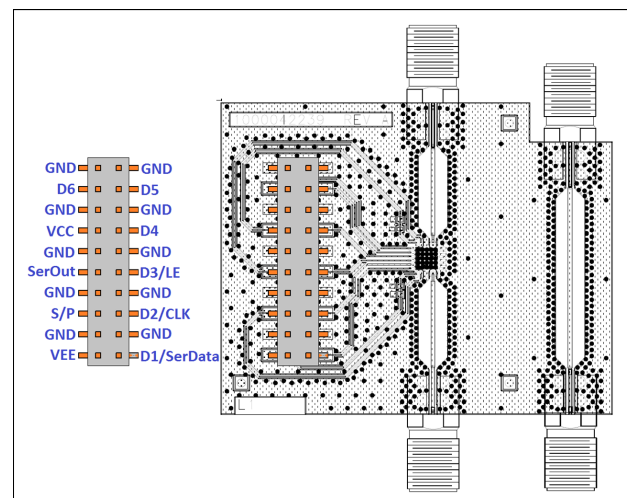 1000042239 REV A
GND GND
D6 D5
GND GND
VCC D4
GND GND
SerOut D3/LE
GND GND
S/P D2/CLK
GND GND
VEE D1/SerData